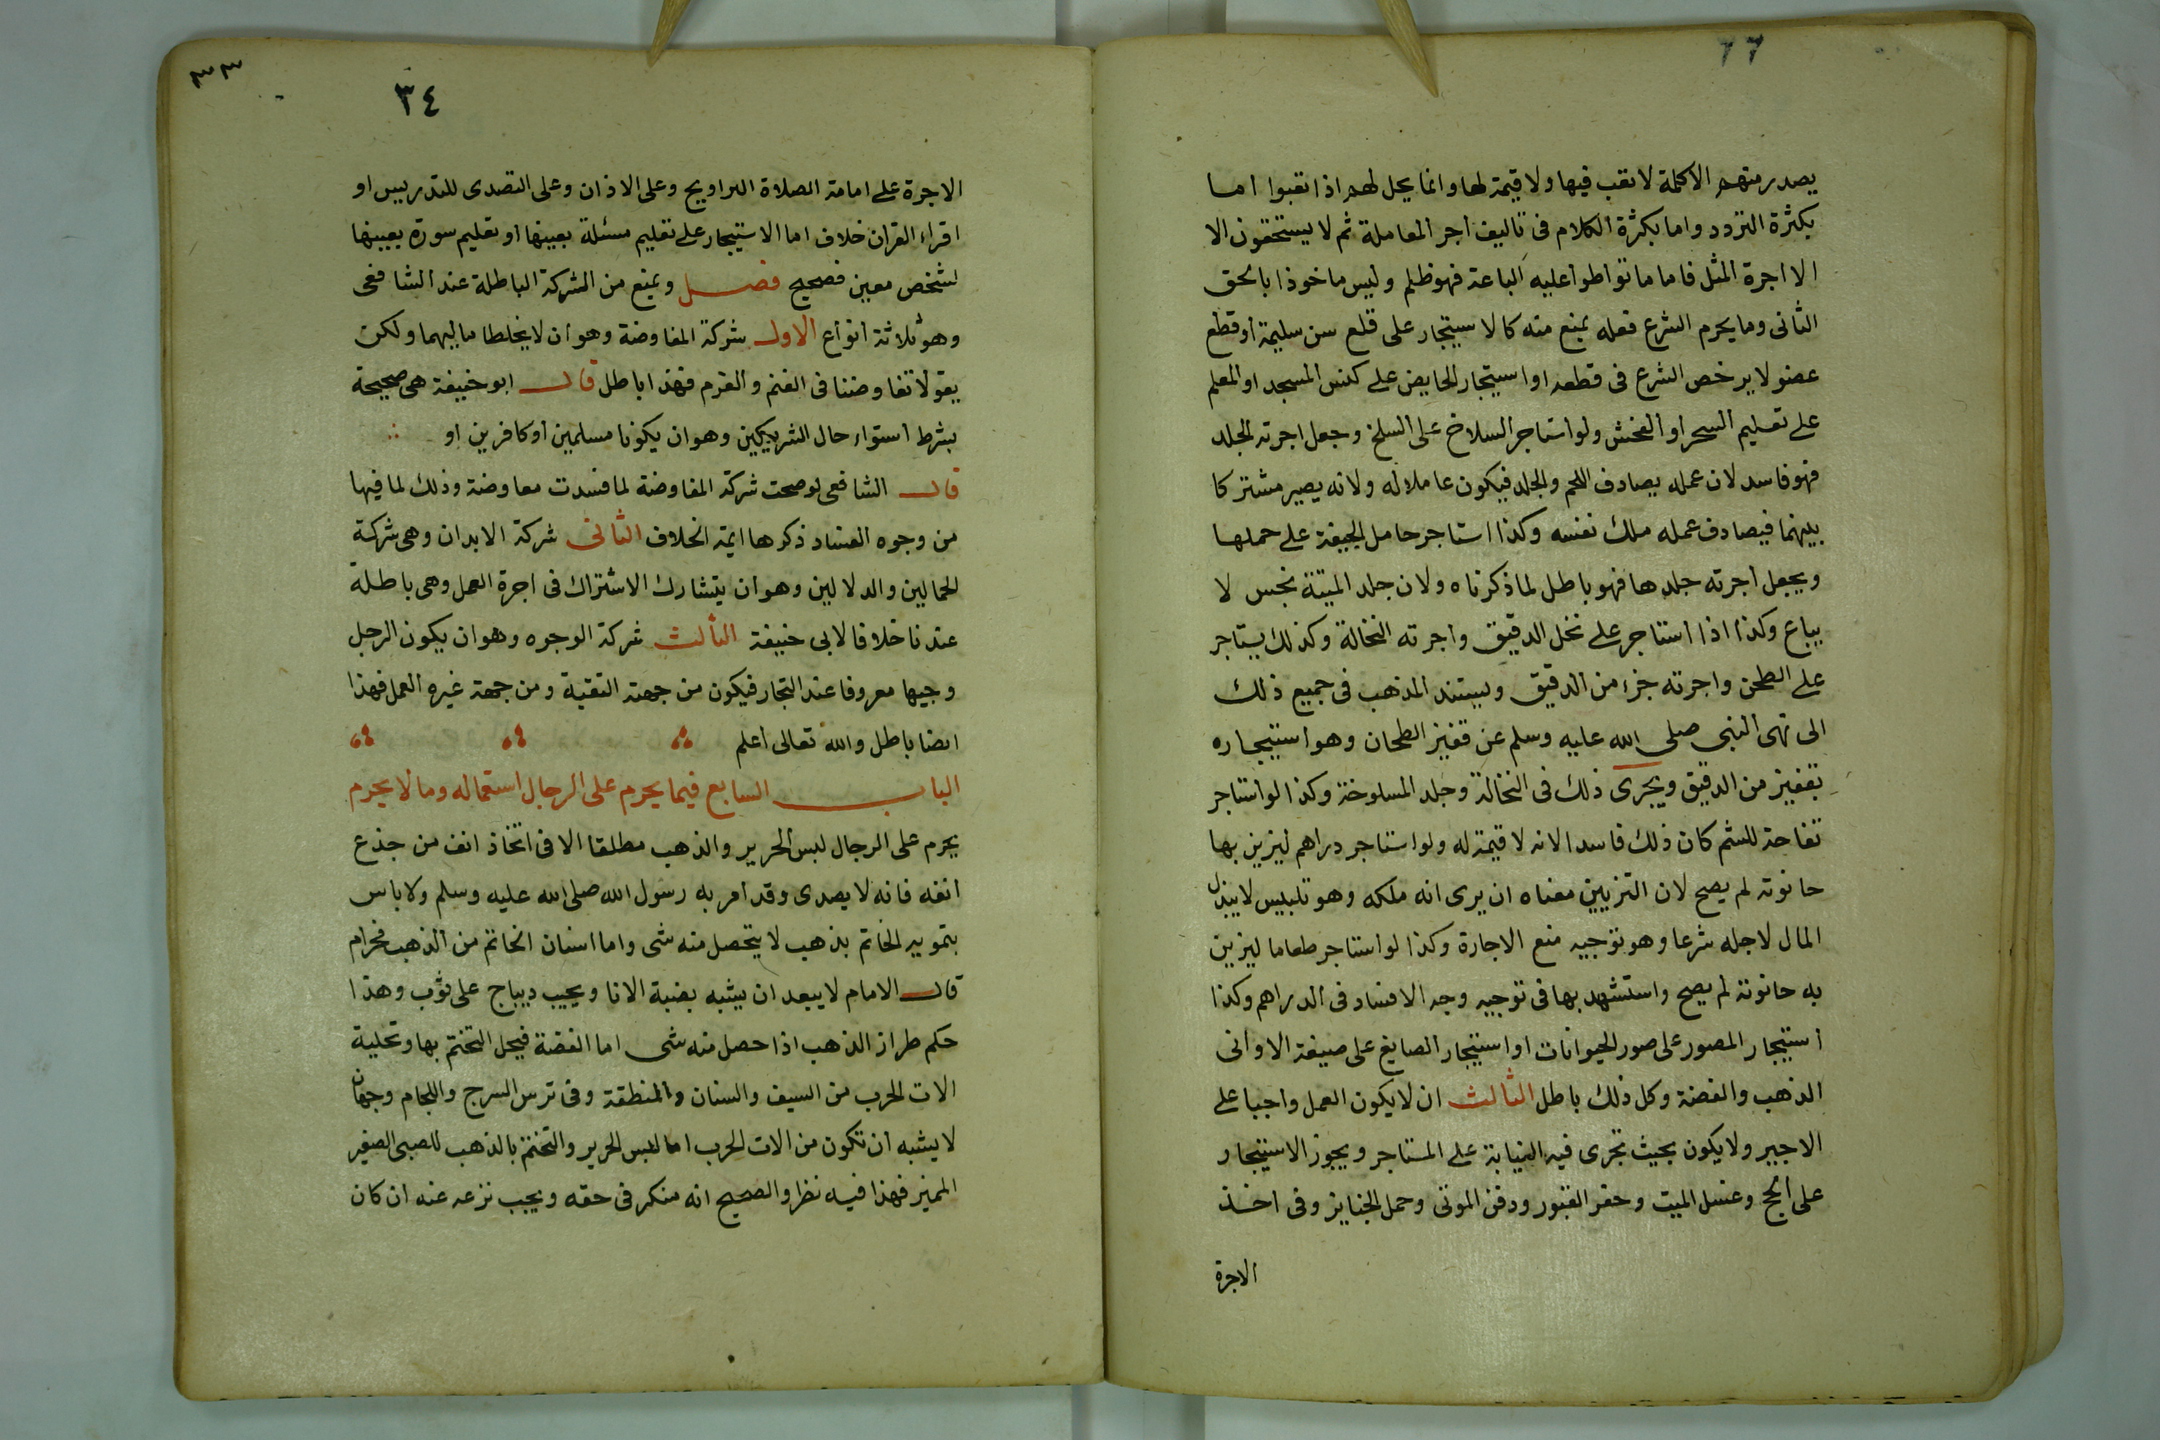 ٦٦
يصدر منهم الا كلمة لا تعب فيها ولا قيمة لها وانما يحل لهم اذا تعبوا اما
بكثرة التردد واما بكثرة الكلام فى تاليف اجر المعاملة ثم لا يستحقون الا
الا اجرة المثل فاما ما تواطوا عليه الباعة فهو ظلم وليس ماخوذا بالحق
الثانى وما يحرم الشرع فعله يمنع منه كالاستيجار على قلع سن سليمة او قطع
عضو لا يرخص الشرع فى قطعه او استيجار الحايض على كنس المسجد او المعلم
على تعليم السحر او الفحش ولو استاجر السلاخ على السلخ وجعل اجرته الجلد
فهو فاسد لان عمله يصادف اللحم والجلد فيكون عاملا له ولانه يصير مشتركا
بينهما فيصادف عمله ملك نفسه وكذا استاجر حامل الجيفة على حملها
ويجعل اجرته جلدها فهو باطل لما ذكرناه ولان جلد الميتة نجس لا
يباع وكذا اذا استاجر على نخل الدقيق واجرته النخالة وكذلك يستاجر
على الطحن واجرته جزء من الدقيق ويستند المذهب فى جميع ذلك
الى نهى النبى صلى الله عليه وسلم عن قفيز الطحان وهو استيجاره
بقفيز من الدقيق ويجرى ذلك فى النخالة وجلد المسلوخة وكذا لو استاجر
تفاحة للشم كان ذلك فاسدا لانه لا قيمة له ولو استاجر دراهم ليزين بها
حانوته لم يصح لان التزيين معناه ان يرى انه ملكه وهو تلبيس لا يبذل
المال لاجله شرعا وهو توجيه منع الاجارة وكذا لو استاجر طعاما ليزين
به حانوته لم يصح واستشهد بها فى توجيه وجه الافساد فى الدراهم وكذا
استيجار المصور على صور الحيوانات او استيجار الصايغ على صيغة الاوانى
الذهب والفضة وكل ذلك باطل الثالث ان لا يكون العمل واجبا على
الاجير ولا يكون بحيث تجرى فيه النيابة على المستاجر ويجوز الاستيجار
على الحج وغسل الميت وحفر القبور ودفن الموتى وحمل الجنايز وفى اخذ
الاجرة
٣٣
٣٤
الاجرة على امامة الصلاة التراويح وعلى الاذان وعلى التصدى للتدريس او
اقراء القران خلاف اما الاستيجار على تعليم مسئلة بعينها او تعليم سورة بعينها
لشخص معين فصحيح فصل ويمنع من الشركة الباطلة عند الشافعى
وهو ثلاثة انواع الاول شركة المفاوضة وهو ان لا يخلطا ماليهما ولكن
يقولا تفاوضنا فى الغنم والغرم فهذا باطل قال ابو حنيفة هى صحيحة
بشرط استواء حال الشريكين وهو ان يكونا مسلمين او كافرين او
قال الشافعى لو صحت شركة المفاوضة لما فسدت معاوضة وذلك لما فيها
من وجوه الفساد ذكرها ايمة الخلاف الثانى شركة الابدان وهى شركة
الحمالين والدلالين وهو ان يتشارك الاشتراك فى اجرة العمل وهى باطلة
عندنا خلافا لابى حنيفة الثالث شركة الوجوه وهو ان يكون الرجل
وجيها معروفا عند التجار فيكون من جهته التقية ومن جهة غيره العمل فهذا
ايضا باطل والله تعالى اعلم
الباب السابع فيما يحرم على الرجال استعماله وما لا يحرم
يحرم على الرجال لبس الحرير والذهب مطلقا الا فى اتخاذ انف من جذع
انفه فانه لا يصدى وقد امر به رسول الله صلى الله عليه وسلم ولا باس
بتمويه الخاتم بذهب لا يتحصل منه شى واما اسنان الخاتم من الذهب فحرام
قال الامام لا يبعد ان يشبه بضبة الانا ويجيب ديباج على ثوب وهذا
حكم طراز الذهب اذا حصل منه شى اما الفضة فيحل التختم بها وتحلية
الات الحرب من السيف والسنان والمنطقة وفى ترس السرج واللجام وجهان
لا يشبه ان تكون من الات الحرب اما لبس الحرير والتختم بالذهب للصبى الصغير
المميز فهذا فيه نظر والصحيح انه منكر فى حقه ويجب نزعه عنه ان كان